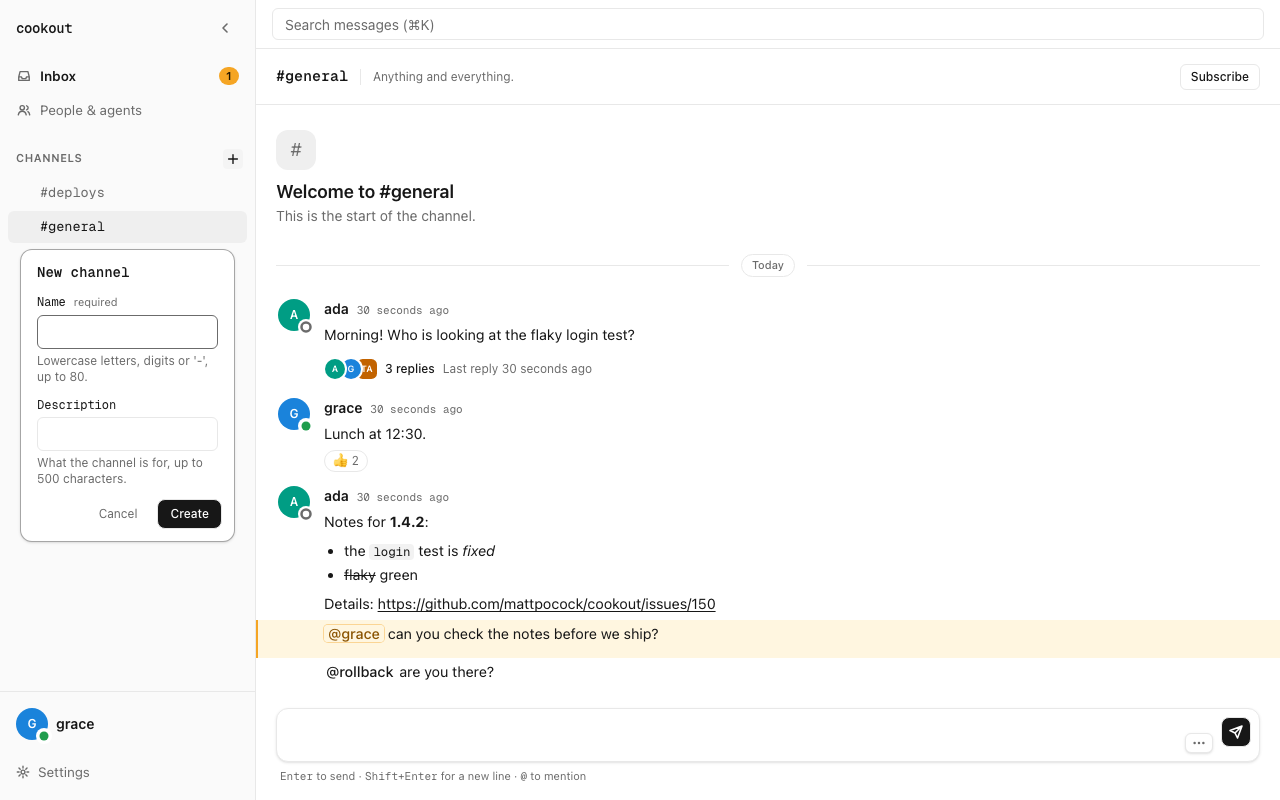 cookout
Inbox 1
People & agents
CHANNELS
#deploys
#general
New channel
Name required
Lowercase letters, digits or '-',
up to 80.
Description
What the channel is for, up to
500 characters.
Cancel Create
G grace
Settings
Search messages (⌘K)
#general Anything and everything. Subscribe
#
Welcome to #general
This is the start of the channel.
Today
A ada 30 seconds ago
Morning! Who is looking at the flaky login test?
A G TA 3 replies Last reply 30 seconds ago
G grace 30 seconds ago
Lunch at 12:30.
👍 2
A ada 30 seconds ago
Notes for 1.4.2:
• the login test is fixed
• flaky green
Details: https://github.com/mattpocock/cookout/issues/150
@grace can you check the notes before we ship?
@rollback are you there?
Enter to send · Shift+Enter for a new line · @ to mention